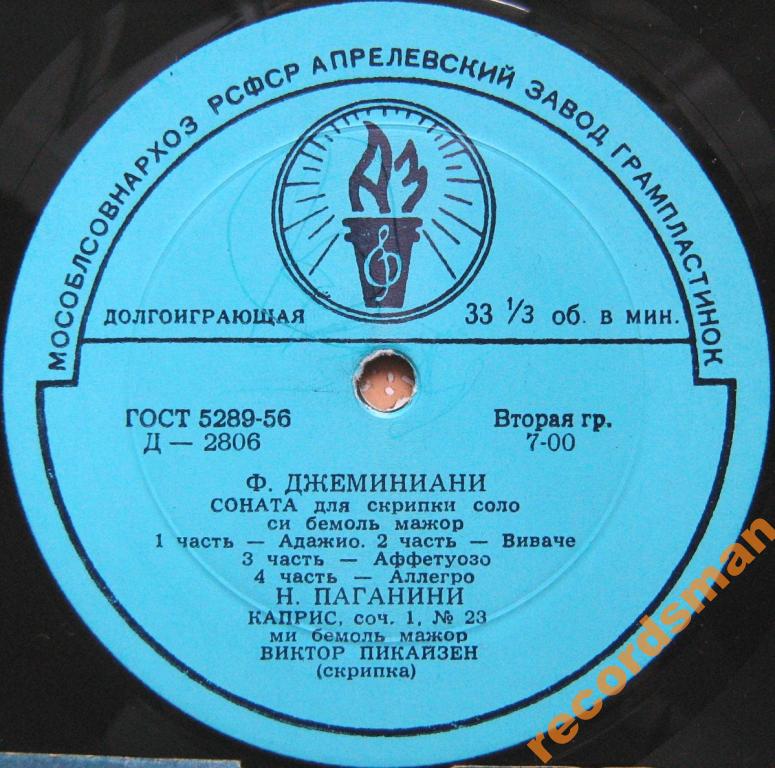 МОСОБЛСОВНАРХОЗ РСФСР АПРЕЛЕВСКИЙ ЗАВОД ГРАМПЛАСТИНОК
АЗ
ДОЛГОИГРАЮЩАЯ 33 1/3 об. в мин.
ГОСТ 5289-56 Вторая гр.
Д — 2806 7-00
Ф. ДЖЕМИНИАНИ
СОНАТА для скрипки соло
си бемоль мажор
1 часть — Адажио. 2 часть — Виваче
3 часть — Аффетуозо
4 часть — Аллегро
Н. ПАГАНИНИ
КАПРИС, соч. 1, № 23
ми бемоль мажор
ВИКТОР ПИКАЙЗЕН
(скрипка)
recordsman